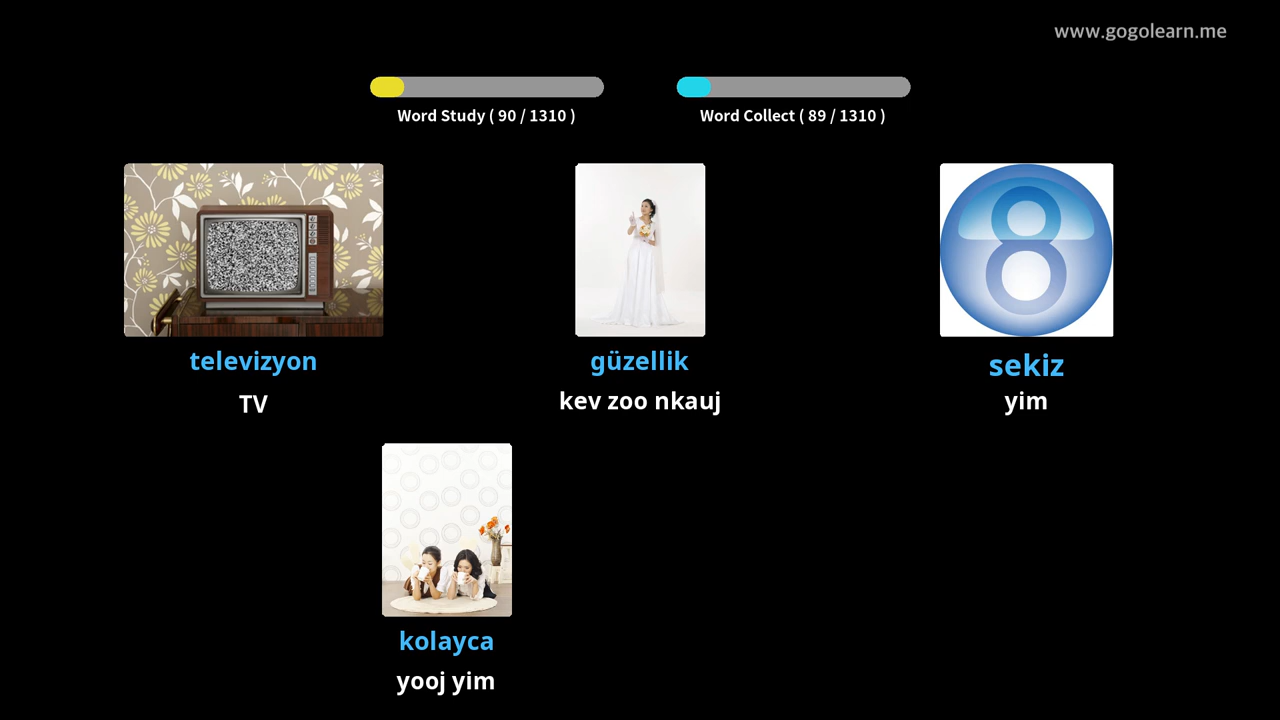 www.gogolearn.me
Word Study ( 90 / 1310 )
Word Collect ( 89 / 1310 )
8
televizyon
TV
güzellik
kev zoo nkauj
sekiz
yim
kolayca
yooj yim